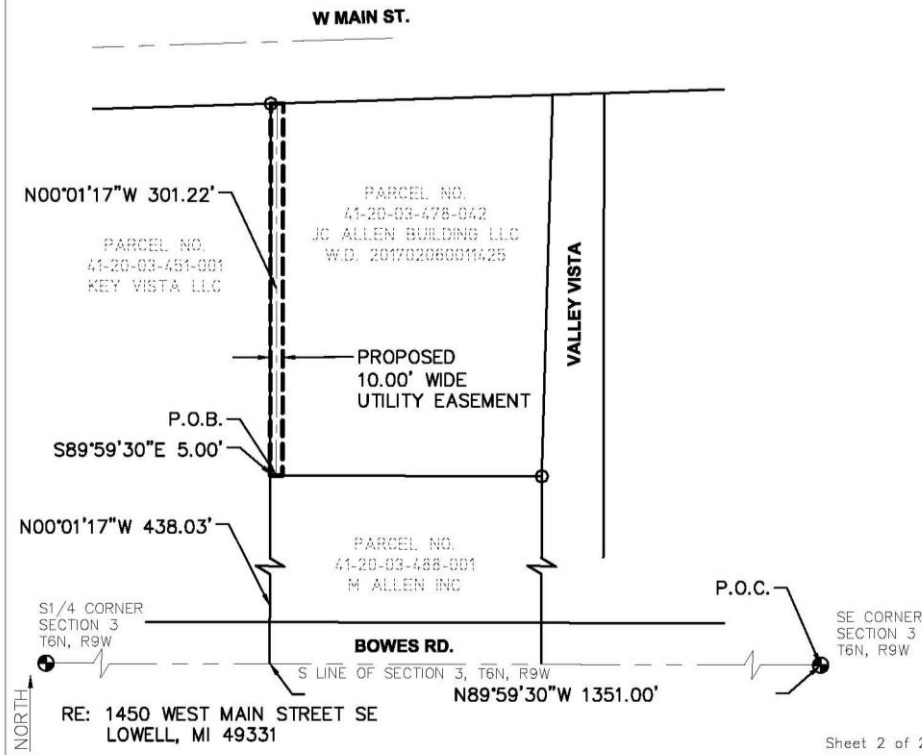 W MAIN ST.
N00°01'17"W 301.22'
PARCEL NO.
41-20-03-478-042
JC ALLEN BUILDING LLC
W.D. 201702060011425
PARCEL NO.
41-20-03-451-001
KEY VISTA LLC
VALLEY VISTA
PROPOSED
10.00' WIDE
UTILITY EASEMENT
P.O.B.
S89°59'30"E 5.00'
N00°01'17"W 438.03'
PARCEL NO.
41-20-03-488-001
M ALLEN INC
P.O.C.
S1/4 CORNER
SECTION 3
T6N, R9W
SE CORNER
SECTION 3
T6N, R9W
BOWES RD.
S LINE OF SECTION 3, T6N, R9W
N89°59'30"W 1351.00'
NORTH
RE: 1450 WEST MAIN STREET SE
LOWELL, MI 49331
Sheet 2 of 2